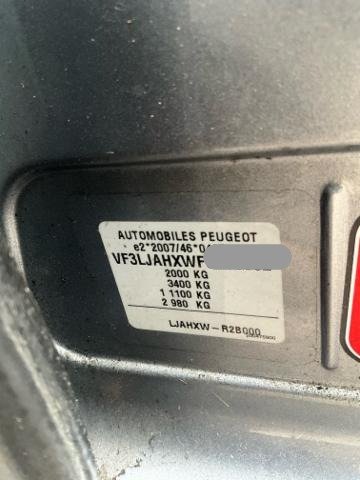 AUTOMOBILES PEUGEOT
e2*2007/46*0
VF3LJAHXWF
2000 KG
3400 KG
1 1100 KG
2 980 KG
LJAHXW-R2B000